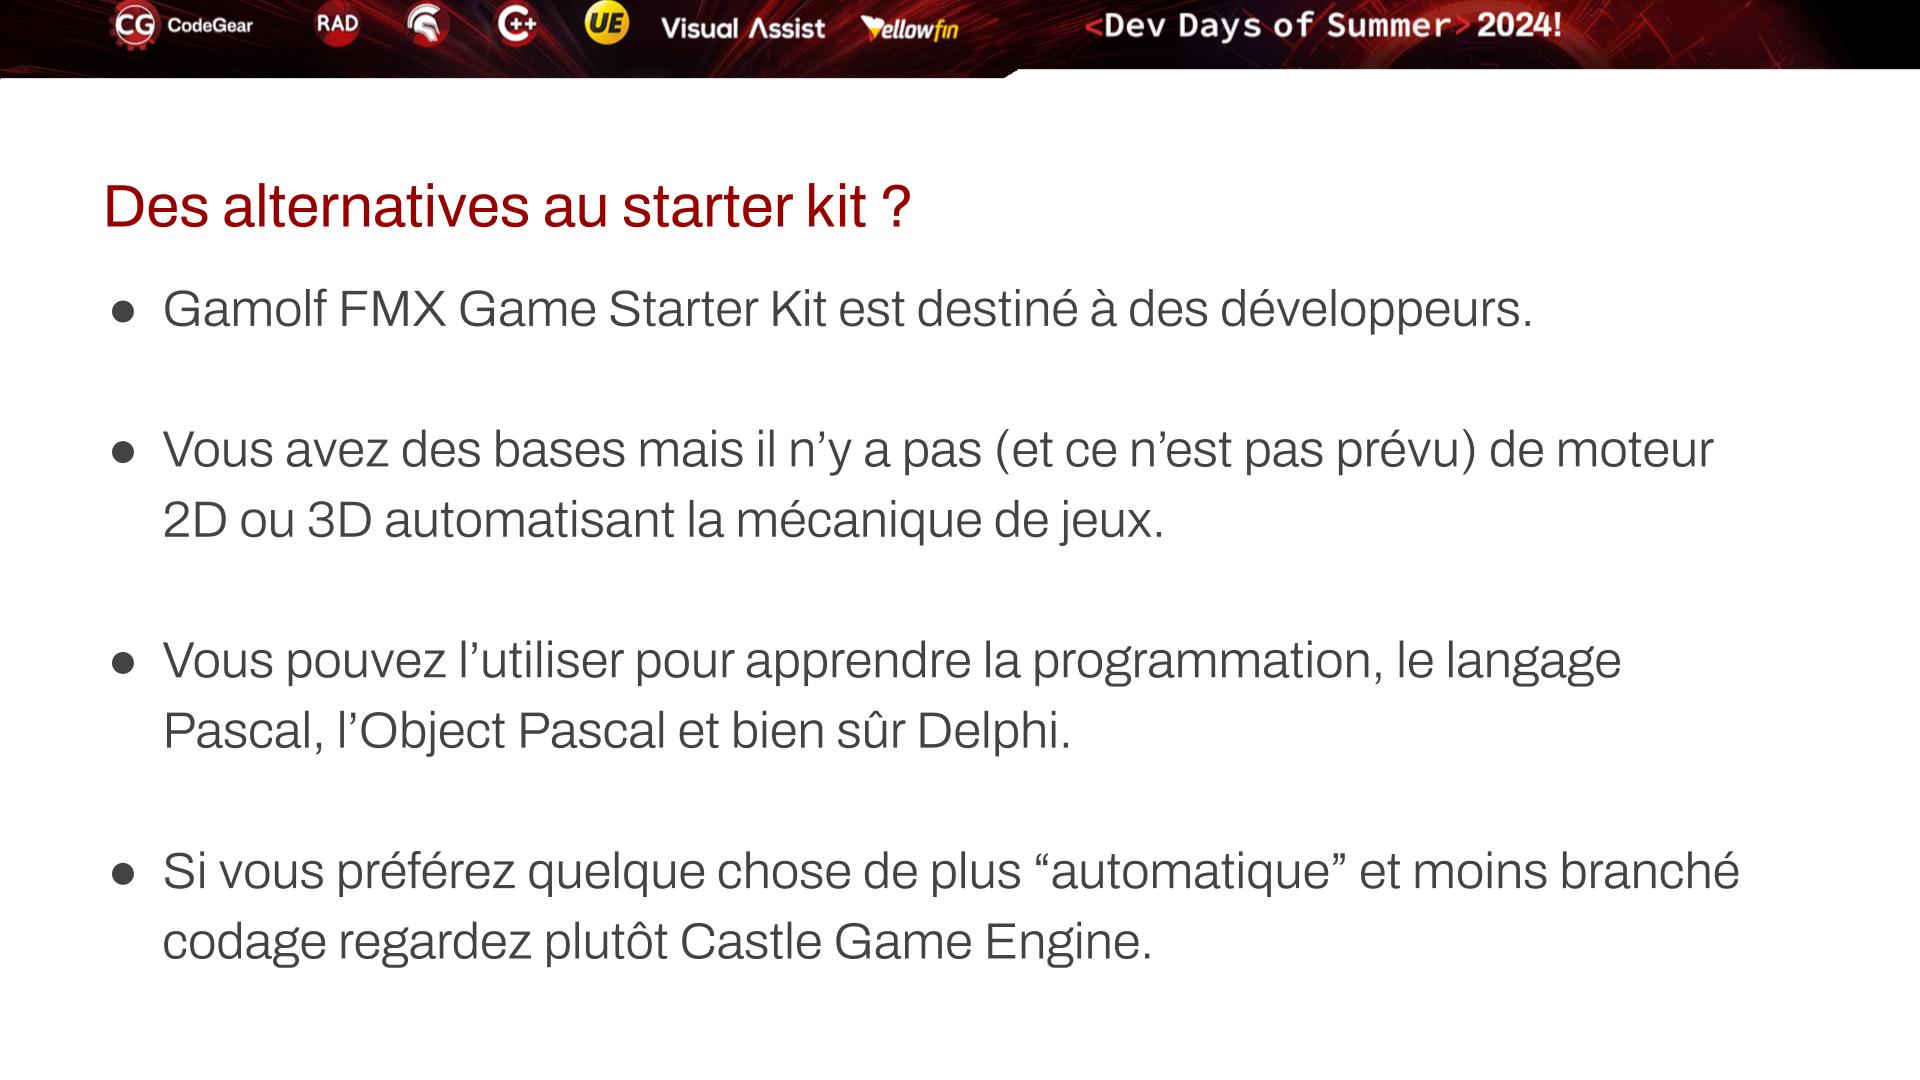 CG CodeGear RAD C++ UE Visual Assist Yellowfin <Dev Days of Summer> 2024!
Des alternatives au starter kit ?
● Gamolf FMX Game Starter Kit est destiné à des développeurs.
● Vous avez des bases mais il n’y a pas (et ce n’est pas prévu) de moteur
2D ou 3D automatisant la mécanique de jeux.
● Vous pouvez l’utiliser pour apprendre la programmation, le langage
Pascal, l’Object Pascal et bien sûr Delphi.
● Si vous préférez quelque chose de plus “automatique” et moins branché
codage regardez plutôt Castle Game Engine.